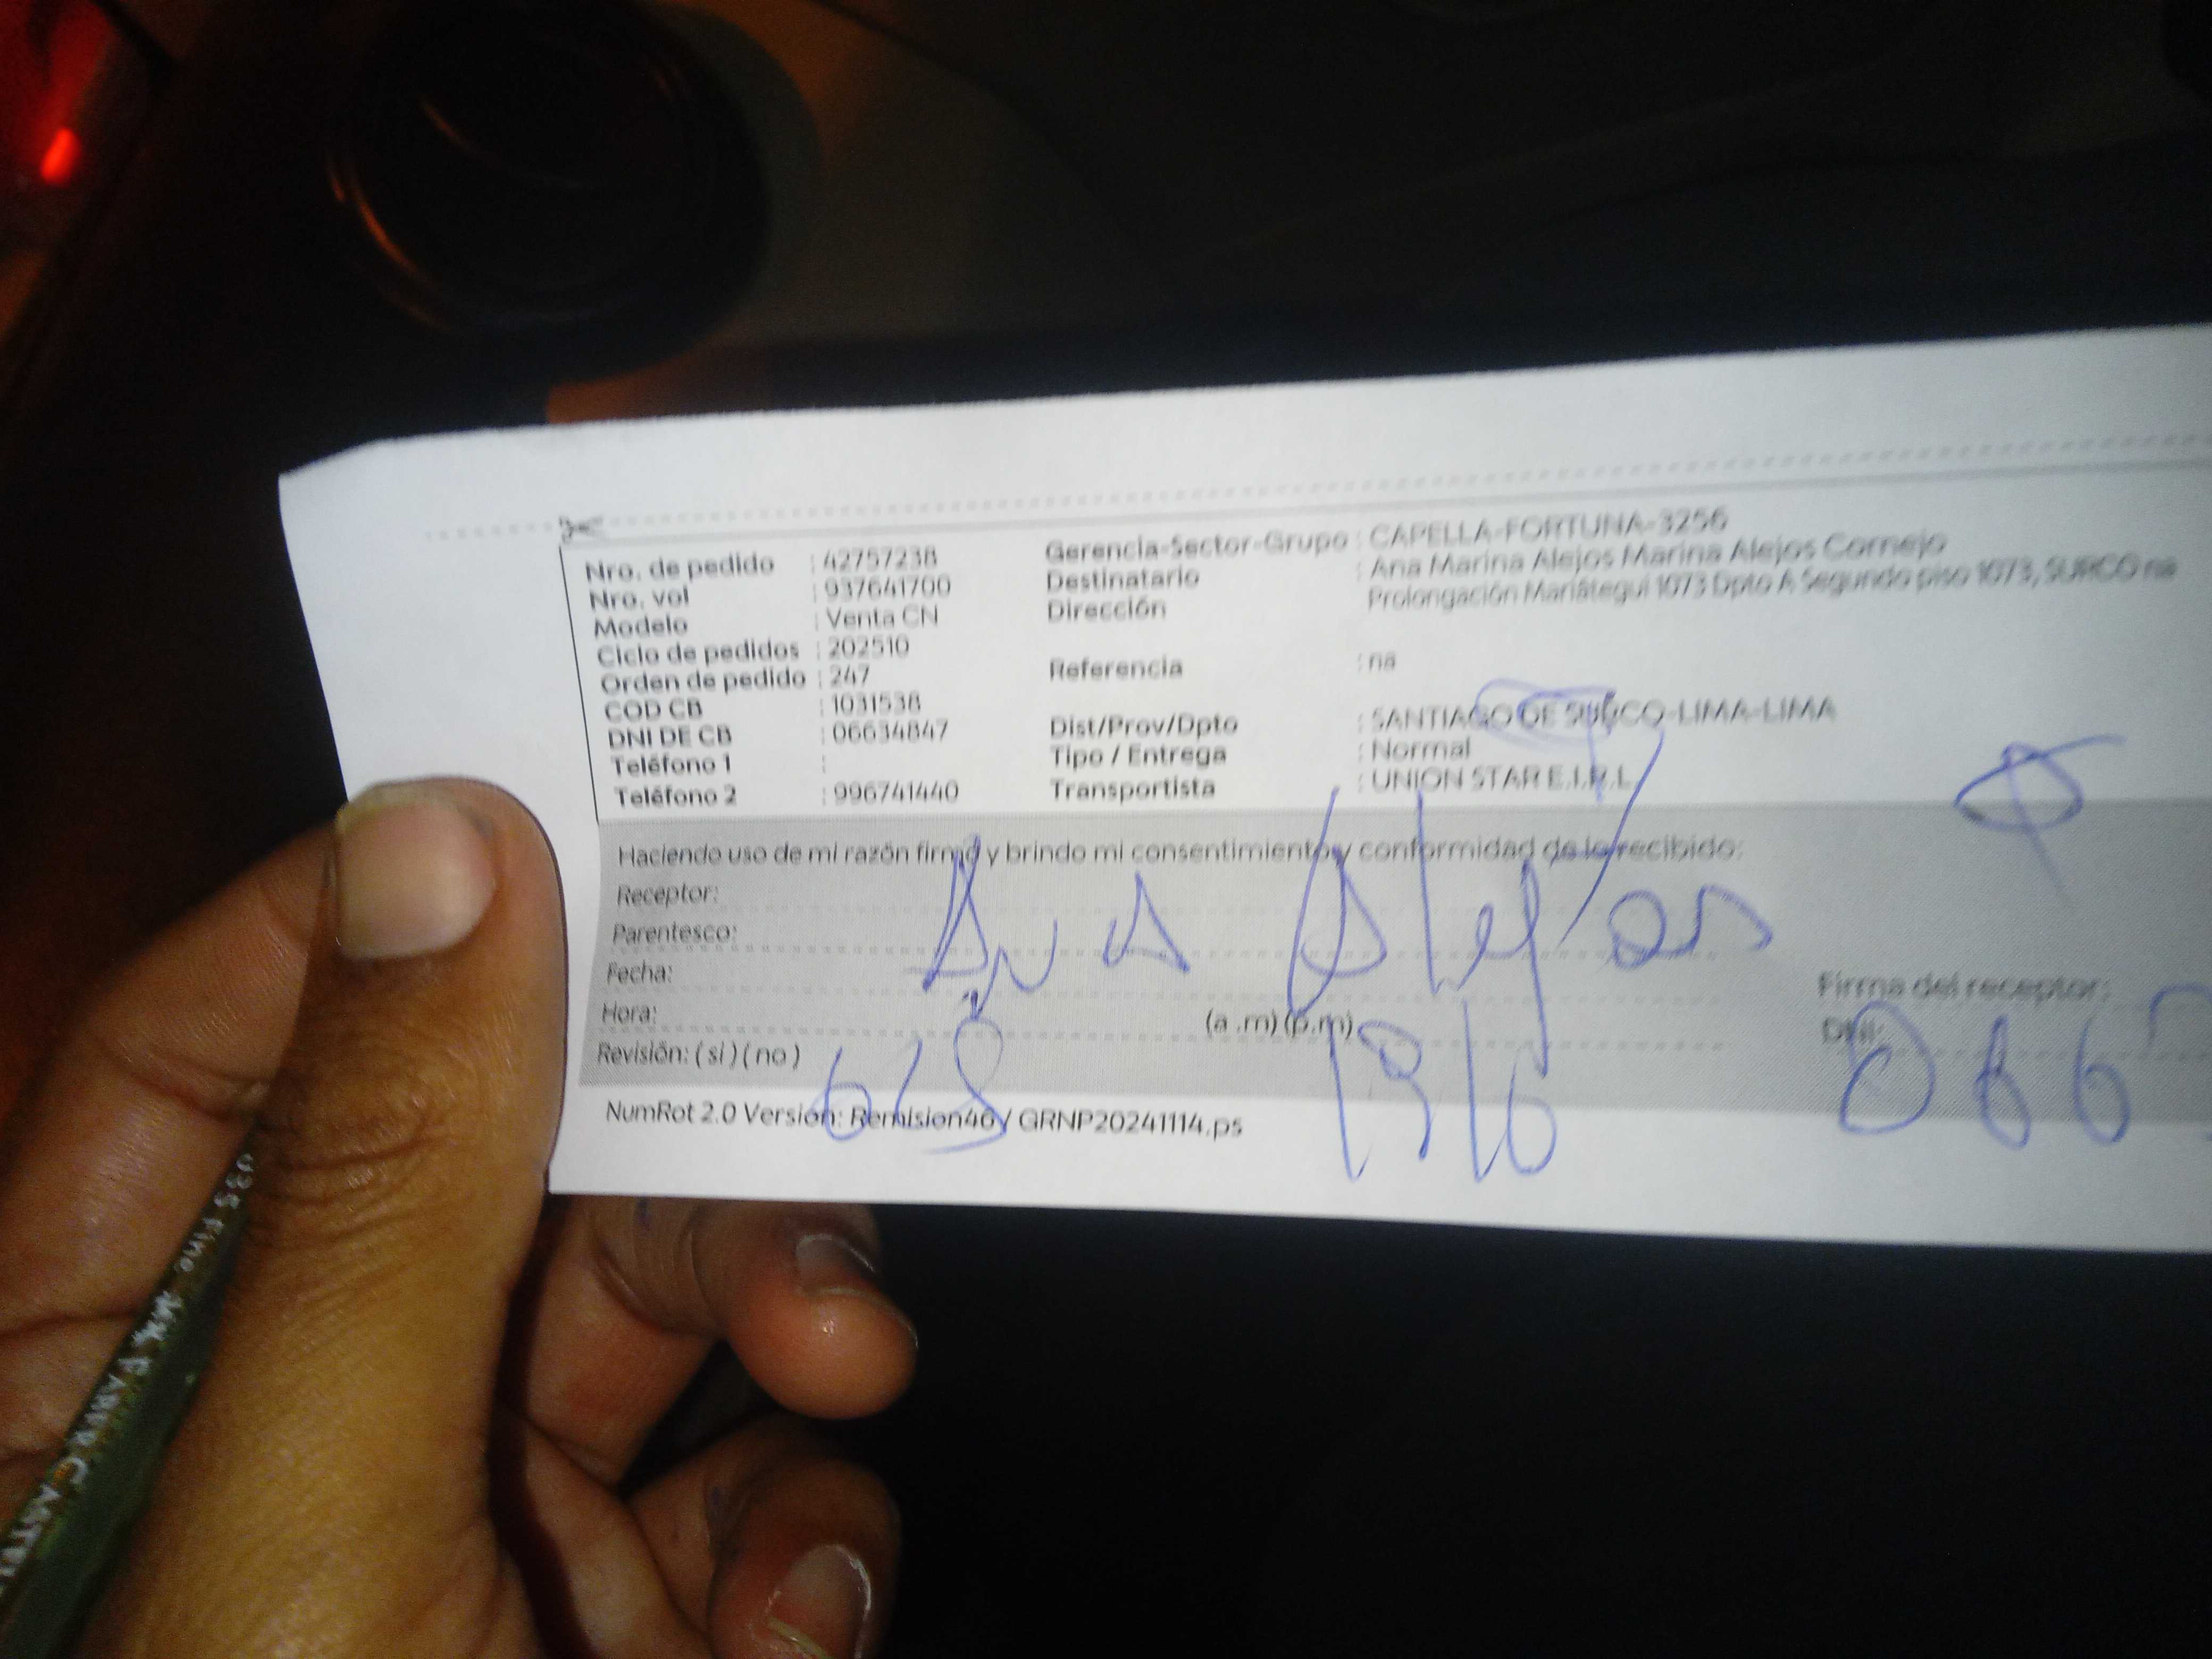 Nro. de pedido : 42757238 Gerencia-Sector-Grupo : CAPELLA-FORTUNA-3256
Nro. vol : 937641700 Destinatario : Ana Marina Alejos Marina Alejos Cornejo
Modelo : Venta CN Dirección Prolongación Mariátegui 1073 Dpto A Segundo piso 1073, SURCO na
Ciclo de pedidos : 202510
Orden de pedido : 247 Referencia : na
COD CB : 1031538
DNI DE CB : 06634847 Dist/Prov/Dpto : SANTIAGO DE SURCO-LIMA-LIMA
Teléfono 1 : Tipo / Entrega : Normal
Teléfono 2 : 996741440 Transportista : UNION STAR E.I.R.L
Haciendo uso de mi razón firmo y brindo mi consentimiento y conformidad de lo recibido:
Receptor:
Parentesco: Ana Alejos
Fecha:
Firma del receptor:
Hora: (a .m) (p.m) DNI: 066
Revisión: ( si ) ( no )
NumRot 2.0 Version: Remision46 / GRNP20241114.ps